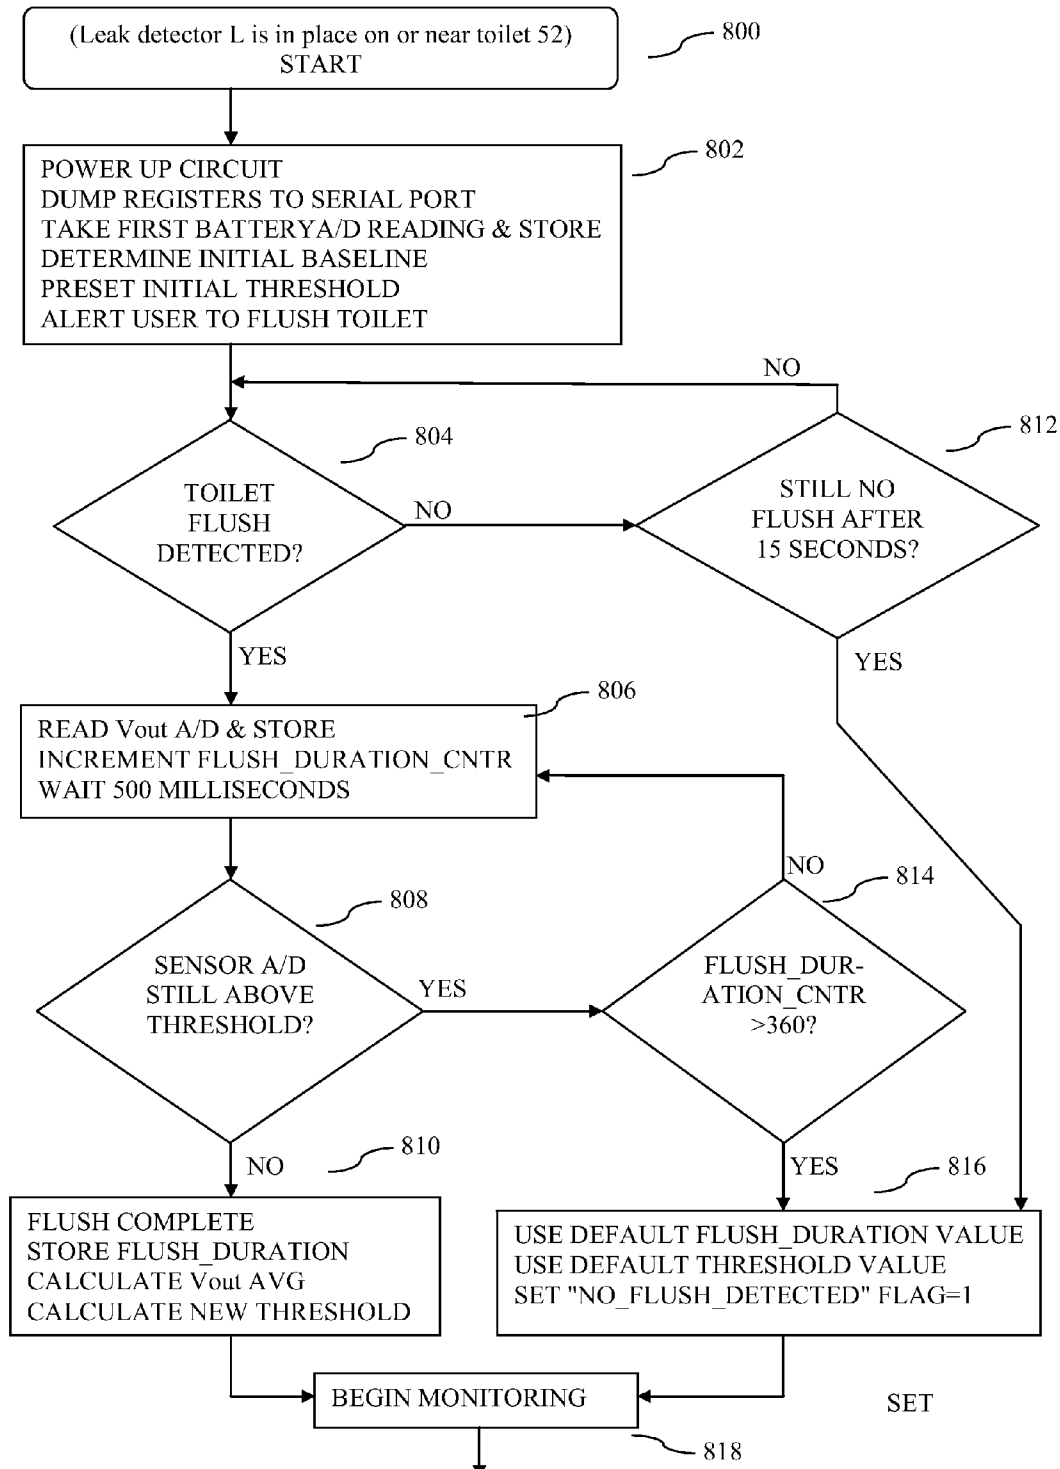 (Leak detector L is in place on or near toilet 52)
START
800
POWER UP CIRCUIT
DUMP REGISTERS TO SERIAL PORT
TAKE FIRST BATTERYA/D READING & STORE
DETERMINE INITIAL BASELINE
PRESET INITIAL THRESHOLD
ALERT USER TO FLUSH TOILET
802
NO
804
812
TOILET
FLUSH
DETECTED?
NO
STILL NO
FLUSH AFTER
15 SECONDS?
YES
YES
806
READ Vout A/D & STORE
INCREMENT FLUSH_DURATION_CNTR
WAIT 500 MILLISECONDS
NO
808
814
SENSOR A/D
STILL ABOVE
THRESHOLD?
YES
FLUSH_DUR-
ATION_CNTR
>360?
NO
810
YES
816
FLUSH COMPLETE
STORE FLUSH_DURATION
CALCULATE Vout AVG
CALCULATE NEW THRESHOLD
USE DEFAULT FLUSH_DURATION VALUE
USE DEFAULT THRESHOLD VALUE
SET "NO_FLUSH_DETECTED" FLAG=1
BEGIN MONITORING
SET
818